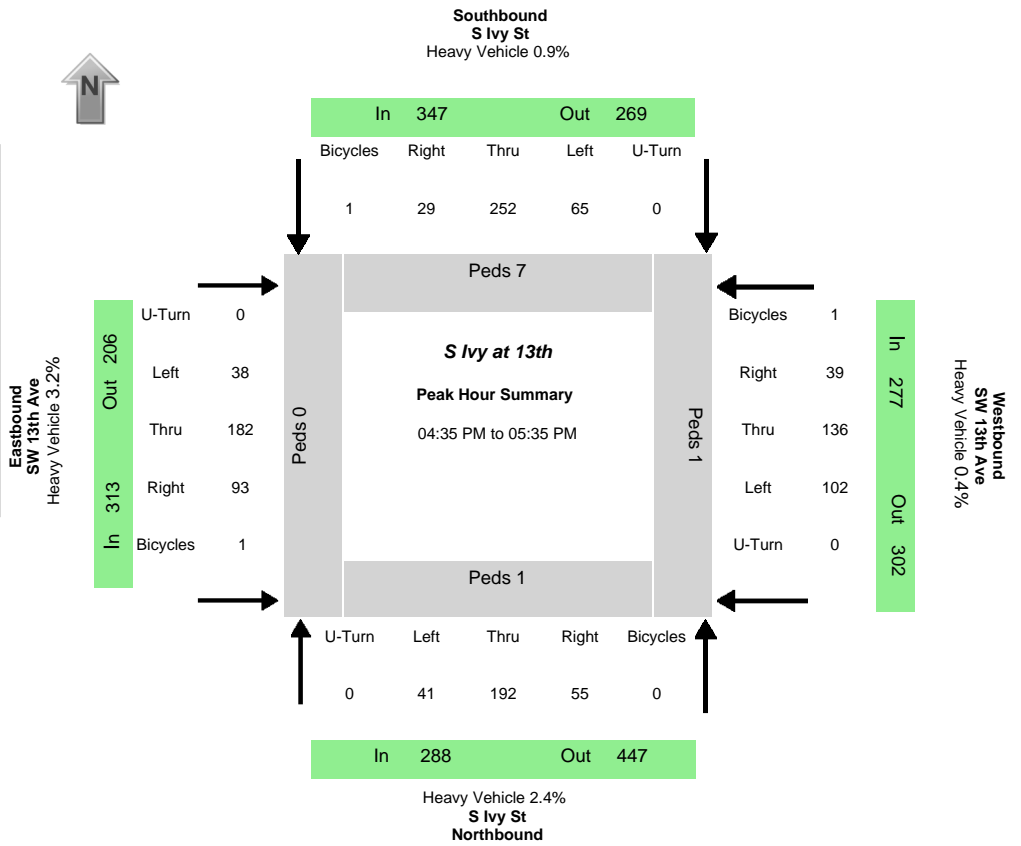 Southbound
S Ivy St
Heavy Vehicle 0.9%
N
In 347 Out 269
Bicycles Right Thru Left U-Turn
1 29 252 65 0
Peds 7
Eastbound
SW 13th Ave
Heavy Vehicle 3.2%
In 313 Out 206
U-Turn 0
Left 38
Thru 182
Right 93
Bicycles 1
Peds 0
S Ivy at 13th
Peak Hour Summary
04:35 PM to 05:35 PM
Peds 1
Bicycles 1
Right 39
Thru 136
Left 102
U-Turn 0
In 277 Out 302
Westbound
SW 13th Ave
Heavy Vehicle 0.4%
Peds 1
U-Turn Left Thru Right Bicycles
0 41 192 55 0
In 288 Out 447
Heavy Vehicle 2.4%
S Ivy St
Northbound